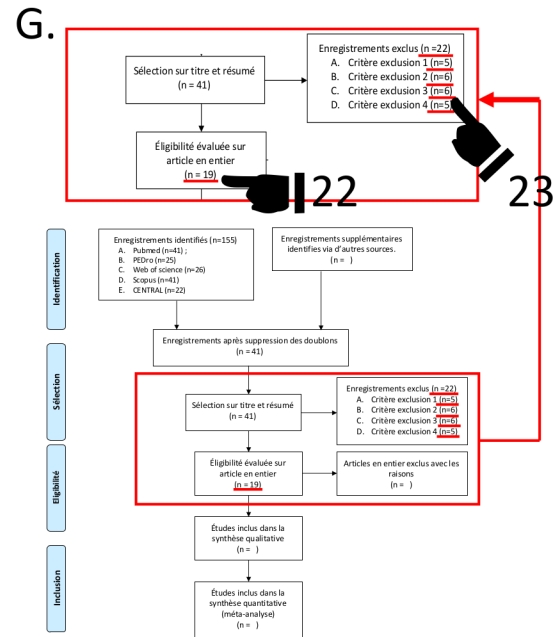 G.
Sélection sur titre et résumé
(n = 41)
Enregistrements exclus (n =22)
A. Critère exclusion 1 (n=5)
B. Critère exclusion 2 (n=6)
C. Critère exclusion 3 (n=6)
D. Critère exclusion 4 (n=5)
Éligibilité évaluée sur
article en entier
(n = 19)
22
23
Identification
Enregistrements identifiés (n=155)
A. Pubmed (n=41) ;
B. PEDro (n=25)
C. Web of science (n=26)
D. Scopus (n=41)
E. CENTRAL (n=22)
Enregistrements supplémentaires
identifies via d'autres sources.
(n = )
Enregistrements après suppression des doublons
(n = 41)
Sélection
Sélection sur titre et résumé
(n = 41)
Enregistrements exclus (n =22)
A. Critère exclusion 1 (n=5)
B. Critère exclusion 2 (n=6)
C. Critère exclusion 3 (n=6)
D. Critère exclusion 4 (n=5)
Eligibilité
Éligibilité évaluée sur
article en entier
(n = 19)
Articles en entier exclus avec les
raisons
(n = )
Études inclus dans la
synthèse qualitative
(n = )
Inclusion
Études inclus dans la
synthèse quantitative
(méta-analyse)
(n = )